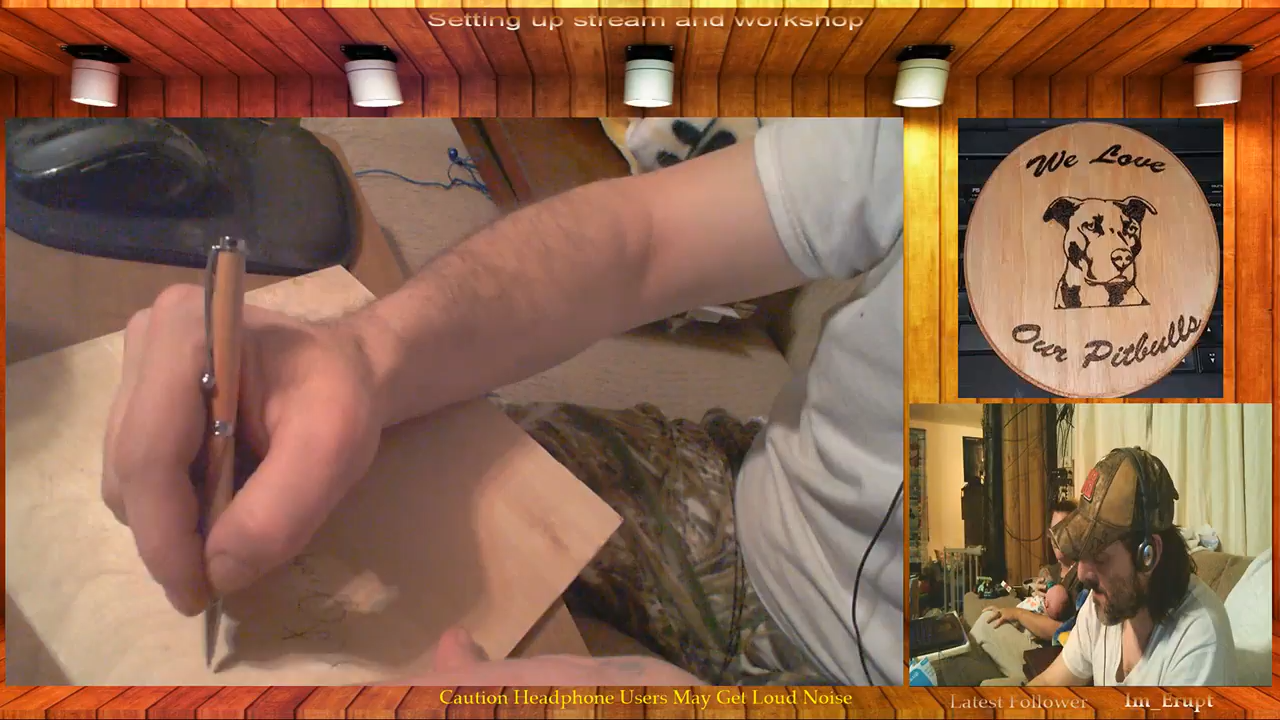 Setting up stream and workshop
We Love
Our Pitbulls
Caution Headphone Users May Get Loud Noise
Latest Follower
Im_Erupt